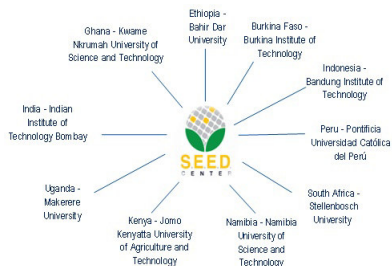 Ethiopia -
Bahir Dar
University
Burkina Faso -
Burkina Institute of
Technology
Ghana - Kwame
Nkrumah University of
Science and Technology
Indonesia -
Bandung Institute of
Technology
India - Indian
Institute of
Technology Bombay
Peru - Pontificia
Universidad Católica
del Perú
SEED
CENTER
Uganda -
Makerere
University
South Africa -
Stellenbosch
University
Kenya - Jomo
Kenyatta University
of Agriculture and
Technology
Namibia - Namibia
University of
Science and
Technology